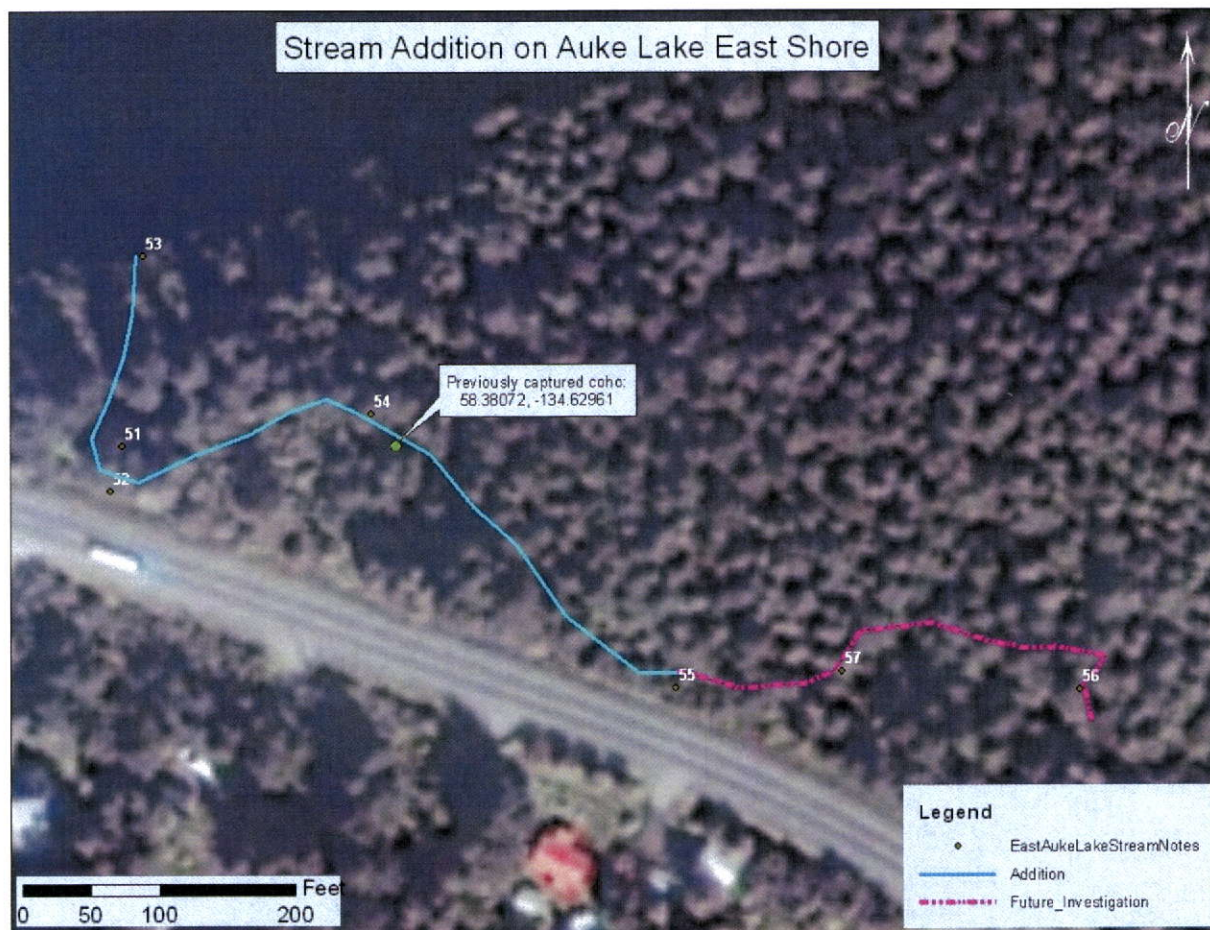 Stream Addition on Auke Lake East Shore
N
53
54
Previously captured coho:
58.38072, -134.62961
51
52
57
55
56
Legend
EastAukeLakeStreamNotes
Addition
Future_Investigation
Feet
0 50 100 200